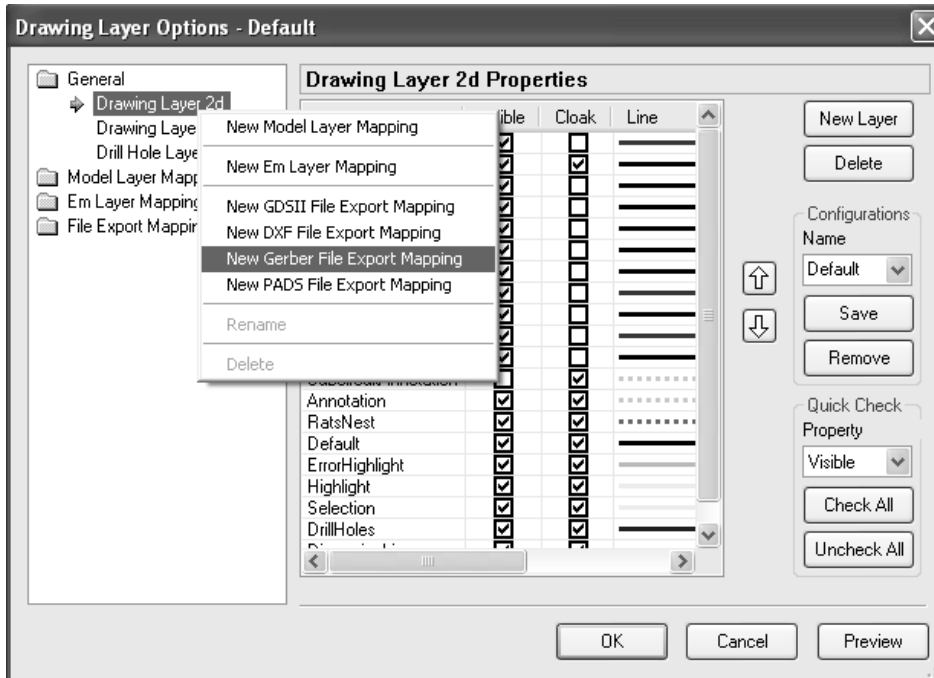 Drawing Layer Options - Default
General
Drawing Layer 2d
Drawing Laye
Drill Hole Laye
Model Layer Mapp
Em Layer Mapping
File Export Mappin
New Model Layer Mapping
New Em Layer Mapping
New GDSII File Export Mapping
New DXF File Export Mapping
New Gerber File Export Mapping
New PADS File Export Mapping
Rename
Delete
Drawing Layer 2d Properties
ible Cloak Line
Annotation
RatsNest
Default
ErrorHighlight
Highlight
Selection
DrillHoles
New Layer
Delete
Configurations
Name
Default
Save
Remove
Quick Check
Property
Visible
Check All
Uncheck All
OK Cancel Preview